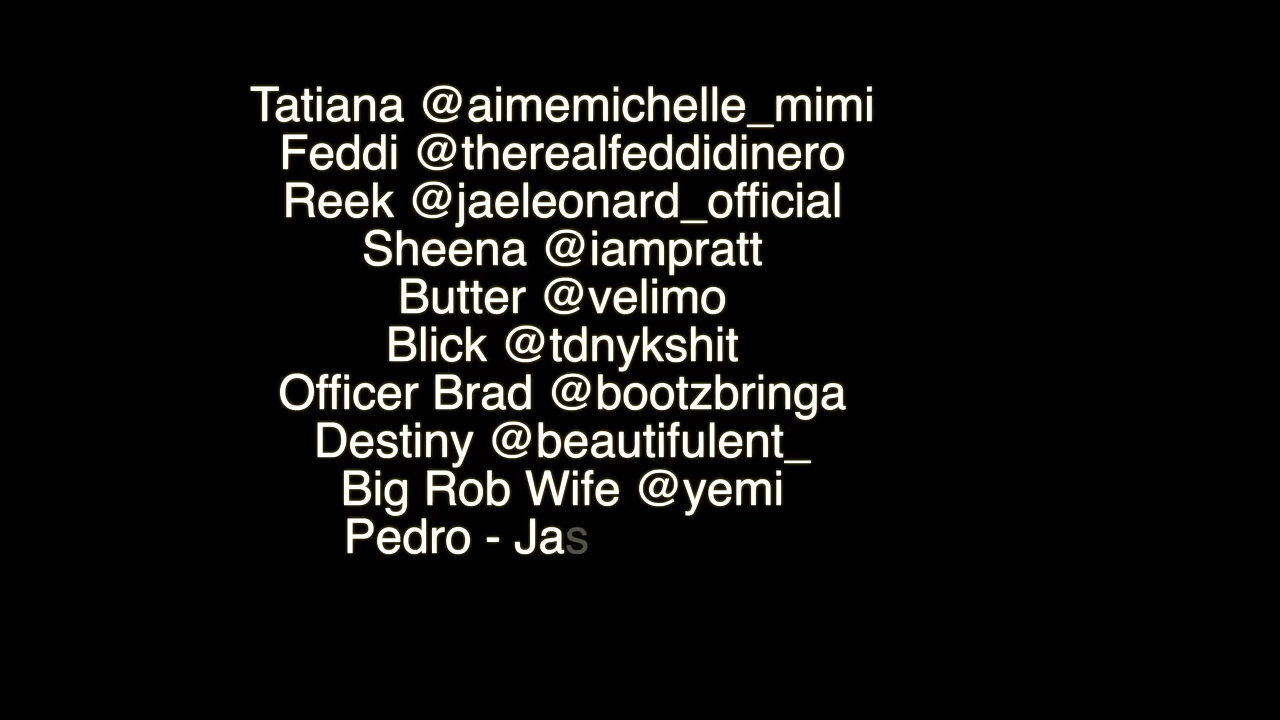 Tatiana @aimemichelle_mimi
Feddi @therealfeddidinero
Reek @jaeleonard_official
Sheena @iampratt
Butter @velimo
Blick @tdnykshit
Officer Brad @bootzbringa
Destiny @beautifulent_
Big Rob Wife @yemi
Pedro - Jas